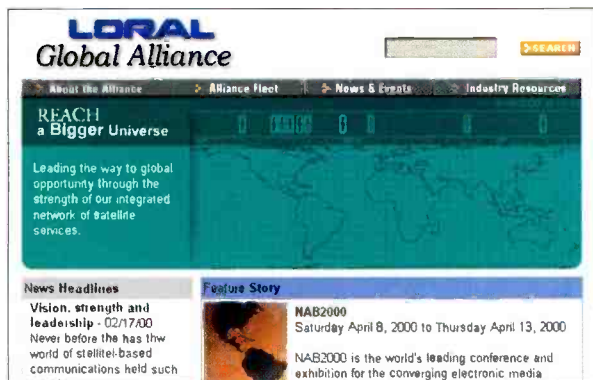 LORAL
Global Alliance
SEARCH
About the Alliance
Alliance Fleet
News & Events
Industry Resources
REACH
a Bigger Universe
Leading the way to global
opportunity through the
strength of our integrated
network of satellite
services.
News Headlines
Vision, strength and
leadership - 02/17/00
Never before the has thw
world of stellitel-based
communications held such
Feature Story
NAB2000
Saturday April 8, 2000 to Thursday April 13, 2000
NAB2000 is the world's leading conference and
exhibition for the converging electronic media